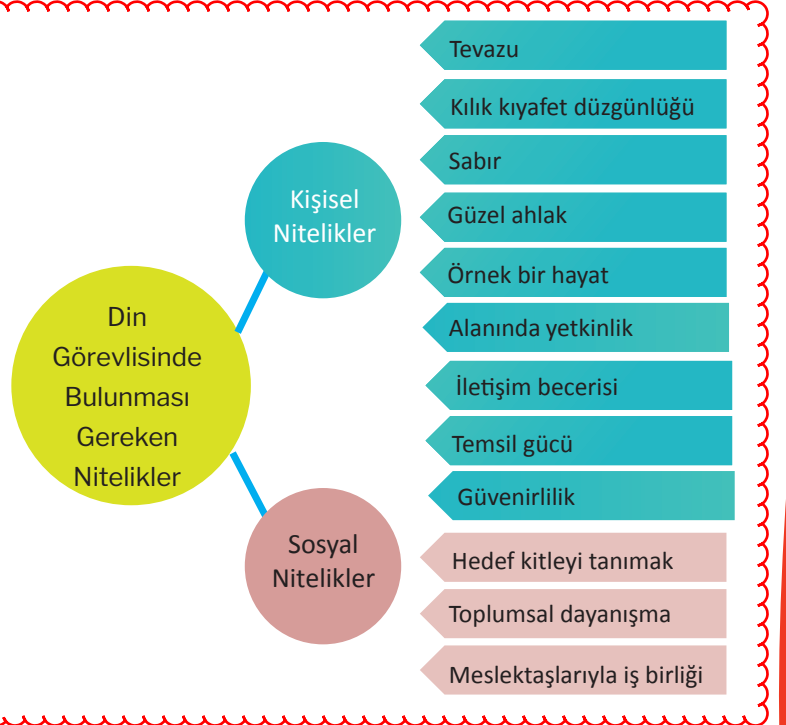 Din
Görevlisinde
Bulunması
Gereken
Nitelikler
Kişisel
Nitelikler
Tevazu
Kılık kıyafet düzgünlüğü
Sabır
Güzel ahlak
Örnek bir hayat
Alanında yetkinlik
İletişim becerisi
Temsil gücü
Güvenirlilik
Sosyal
Nitelikler
Hedef kitleyi tanımak
Toplumsal dayanışma
Meslektaşlarıyla iş birliği